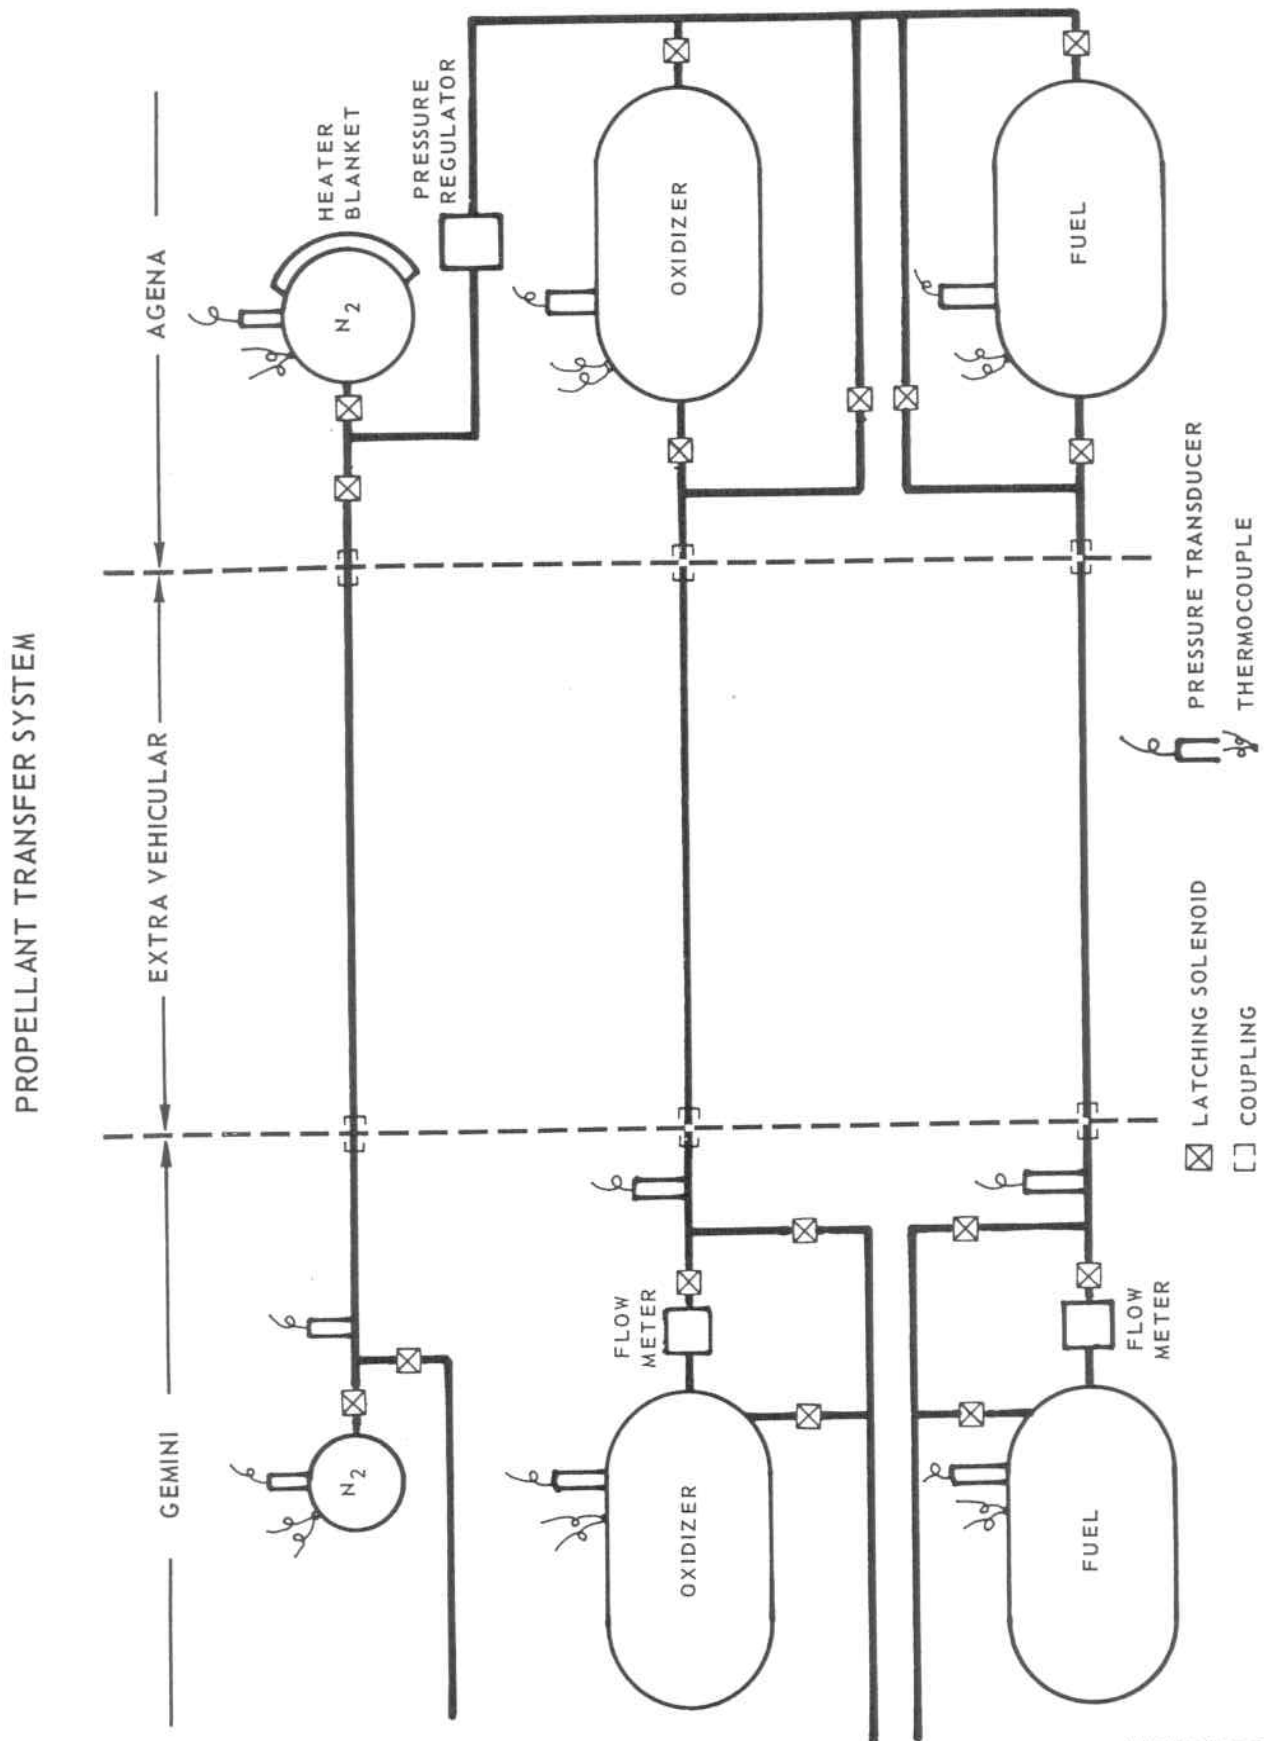 PROPELLANT TRANSFER SYSTEM
GEMINI
EXTRA VEHICULAR
AGENA
N2
N2
HEATER
BLANKET
PRESSURE
REGULATOR
FLOW
METER
OXIDIZER
OXIDIZER
FLOW
METER
FUEL
FUEL
LATCHING SOLENOID
COUPLING
PRESSURE TRANSDUCER
THERMOCOUPLE